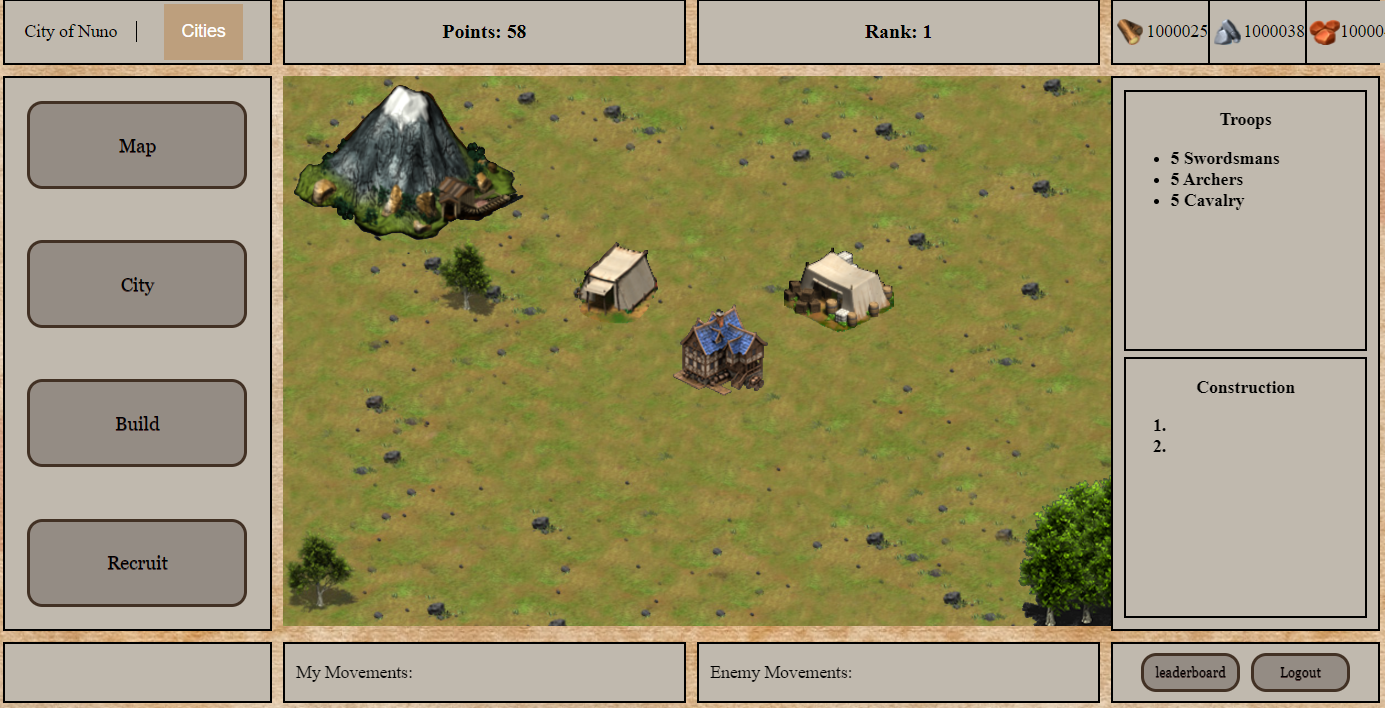 City of Nuno
Cities
Points: 58
Rank: 1
1000025
1000038
Map
City
Build
Recruit
Troops
• 5 Swordsmans
• 5 Archers
• 5 Cavalry
Construction
1.
2.
My Movements:
Enemy Movements:
leaderboard
Logout